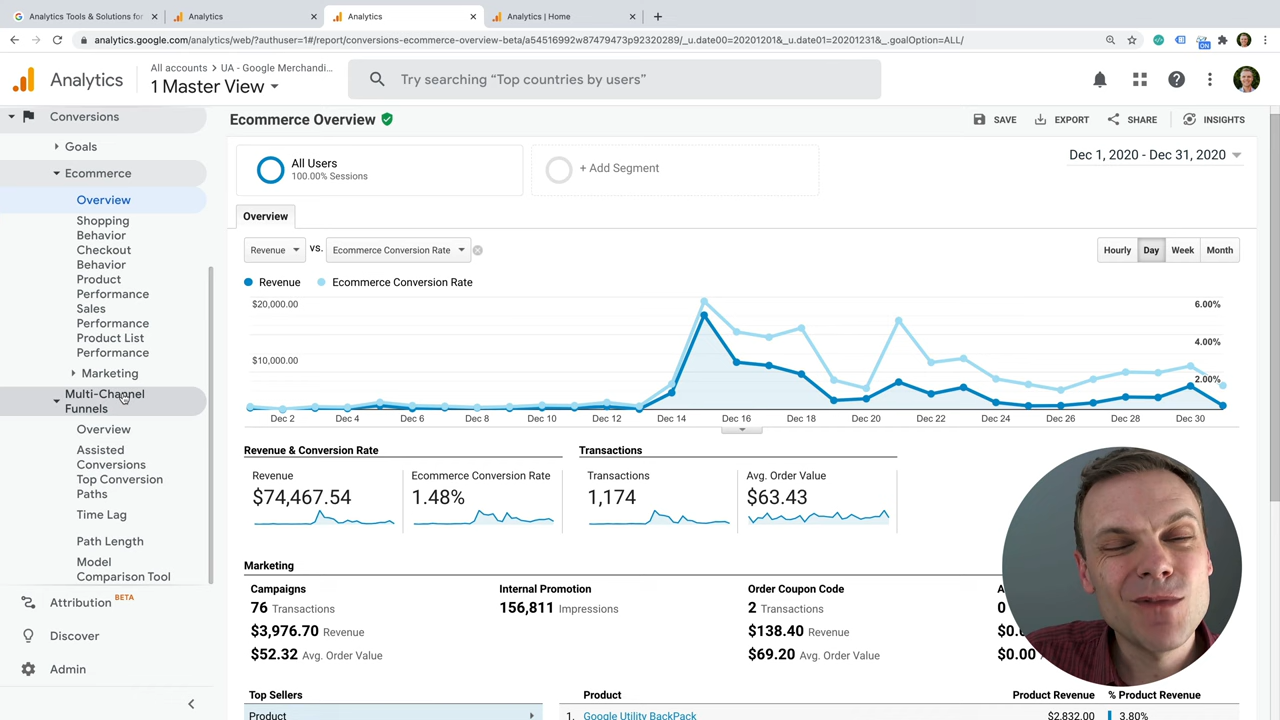 Analytics Tools & Solutions for
Analytics
Analytics
Analytics | Home
analytics.google.com/analytics/web/?authuser=1#/report/conversions-ecommerce-overview-beta/a54516992w87479473p92320289/_u.date00=20201201&_u.date01=20201231&_.goalOption=ALL/
ON
Analytics
All accounts > UA - Google Merchandi...
1 Master View
Try searching “Top countries by users”
Conversions
Goals
Ecommerce
Overview
Shopping
Behavior
Checkout
Behavior
Product
Performance
Sales
Performance
Product List
Performance
Marketing
Multi-Channel
Funnels
Overview
Assisted
Conversions
Top Conversion
Paths
Time Lag
Path Length
Model
Comparison Tool
Attribution BETA
Discover
Admin
Ecommerce Overview
SAVE
EXPORT
SHARE
INSIGHTS
All Users
100.00% Sessions
+ Add Segment
Dec 1, 2020 - Dec 31, 2020
Overview
Revenue
VS.
Ecommerce Conversion Rate
Hourly
Day
Week
Month
Revenue
Ecommerce Conversion Rate
$20,000.00
6.00%
$10,000.00
4.00%
2.00%
Dec 2
Dec 4
Dec 6
Dec 8
Dec 10
Dec 12
Dec 14
Dec 16
Dec 18
Dec 20
Dec 22
Dec 24
Dec 26
Dec 28
Dec 30
Revenue & Conversion Rate
Transactions
Revenue
$74,467.54
Ecommerce Conversion Rate
1.48%
Transactions
1,174
Avg. Order Value
$63.43
Marketing
Campaigns
76 Transactions
$3,976.70 Revenue
$52.32 Avg. Order Value
Internal Promotion
156,811 Impressions
Order Coupon Code
2 Transactions
$138.40 Revenue
$69.20 Avg. Order Value
0
$0.00
Top Sellers
Product
Product
Product Revenue
% Product Revenue
1. Google Utility BackPack
$2,832.00
3.80%